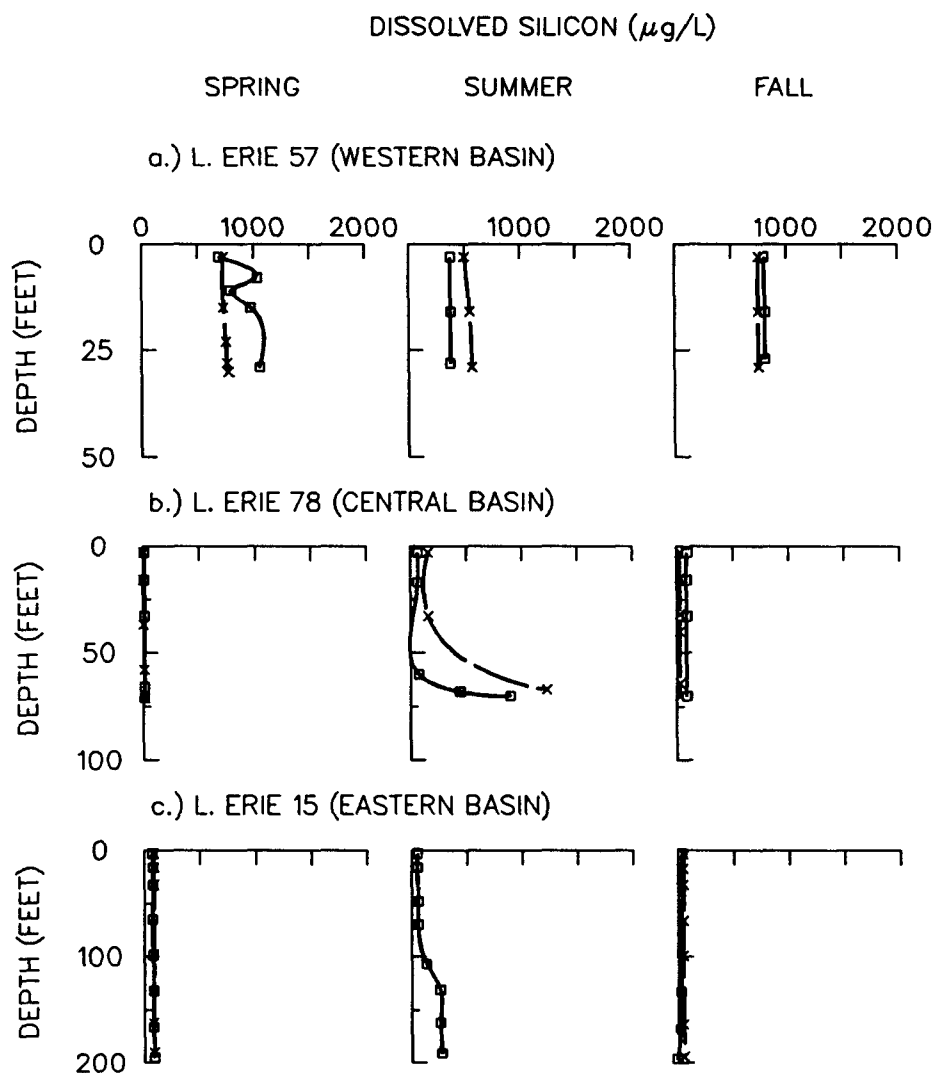 DISSOLVED SILICON (µg/L)
SPRING SUMMER FALL
a.) L. ERIE 57 (WESTERN BASIN)
0 1000 2000 1000 2000 1000 2000
0
25
50
DEPTH (FEET)
b.) L. ERIE 78 (CENTRAL BASIN)
0
50
100
DEPTH (FEET)
c.) L. ERIE 15 (EASTERN BASIN)
0
100
200
DEPTH (FEET)